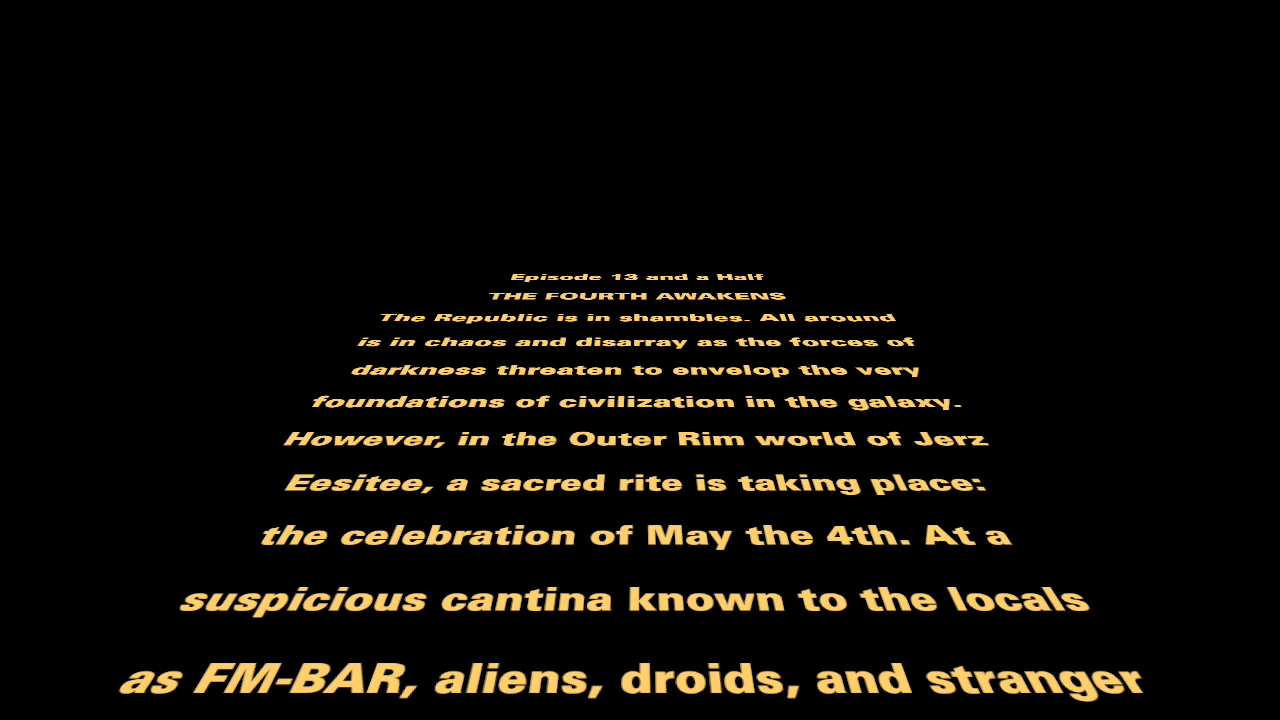 Episode 13 and a Half
THE FOURTH AWAKENS
The Republic is in shambles. All around
is in chaos and disarray as the forces of
darkness threaten to envelop the very
foundations of civilization in the galaxy.
However, in the Outer Rim world of Jerz
Eesitee, a sacred rite is taking place:
the celebration of May the 4th. At a
suspicious cantina known to the locals
as FM-BAR, aliens, droids, and stranger